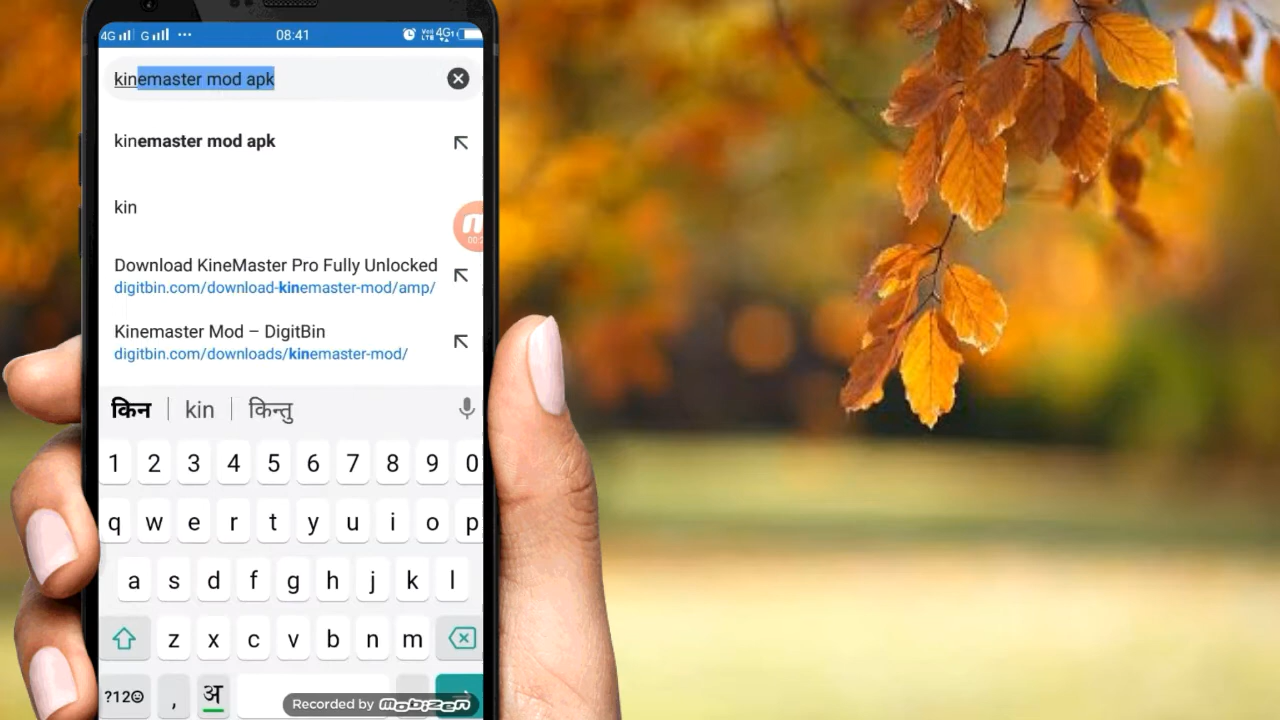 4G G ... 08:41 VoLTE 4G
kinemaster mod apk
kinemaster mod apk
kin
Download KineMaster Pro Fully Unlocked
digitbin.com/download-kinemaster-mod/amp/
Kinemaster Mod – DigitBin
digitbin.com/downloads/kinemaster-mod/
किन kin किन्तु
1 2 3 4 5 6 7 8 9 0
q w e r t y u i o p
a s d f g h j k l
z x c v b n m
?12☺ , अ
Recorded by mobizen